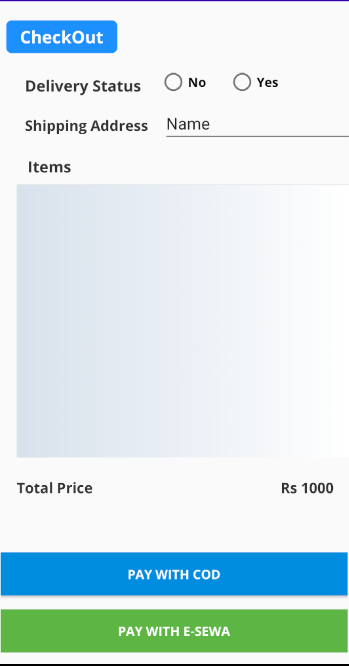 CheckOut
Delivery Status No Yes
Shipping Address Name
Items
Total Price Rs 1000
PAY WITH COD
PAY WITH E-SEWA